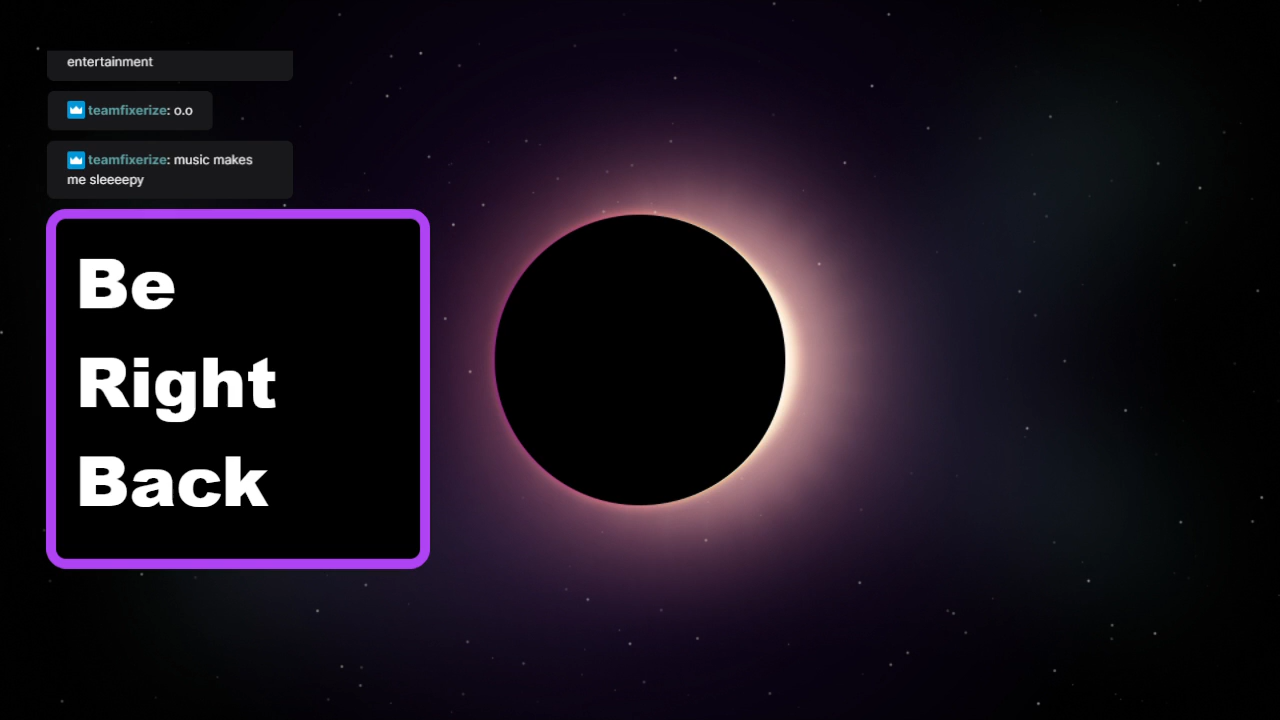 entertainment
teamfixerize: o.o
teamfixerize: music makes
me sleeeepy
Be
Right
Back